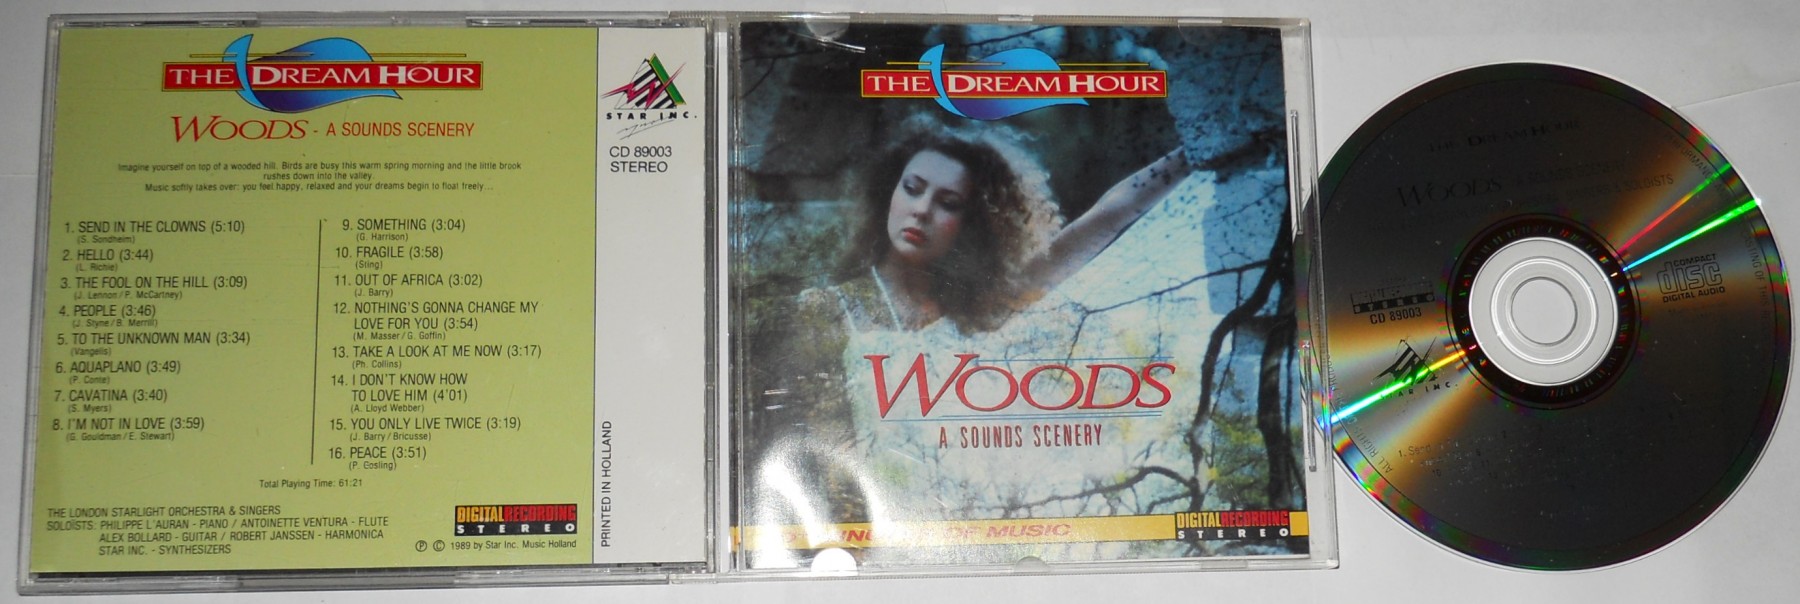 THE DREAM HOUR
WOODS - A SOUNDS SCENERY
Imagine yourself on top of a wooded hill. Birds are busy this warm spring morning and the little brook
rushes down into the valley.
Music softly takes over: you feel happy, relaxed and your dreams begin to float freely...
1. SEND IN THE CLOWNS (5:10)
(S. Sondheim)
2. HELLO (3:44)
(L. Richie)
3. THE FOOL ON THE HILL (3:09)
(J. Lennon / P. McCartney)
4. PEOPLE (3:46)
(J. Styne / B. Merrill)
5. TO THE UNKNOWN MAN (3:34)
(Vangelis)
6. AQUAPLANO (3:49)
(P. Conte)
7. CAVATINA (3:40)
(S. Myers)
8. I'M NOT IN LOVE (3:59)
(G. Gouldman / E. Stewart)
9. SOMETHING (3:04)
(G. Harrison)
10. FRAGILE (3:58)
(Sting)
11. OUT OF AFRICA (3:02)
(J. Barry)
12. NOTHING'S GONNA CHANGE MY
LOVE FOR YOU (3:54)
(M. Masser / G. Goffin)
13. TAKE A LOOK AT ME NOW (3:17)
(Ph. Collins)
14. I DON'T KNOW HOW
TO LOVE HIM (4'01)
(A. Lloyd Webber)
15. YOU ONLY LIVE TWICE (3:19)
(J. Barry / Bricusse)
16. PEACE (3:51)
(P. Gosling)
Total Playing Time: 61:21
THE LONDON STARLIGHT ORCHESTRA & SINGERS
SOLOISTS: PHILIPPE L'AURAN - PIANO / ANTOINETTE VENTURA - FLUTE
ALEX BOLLARD - GUITAR / ROBERT JANSSEN - HARMONICA
STAR INC. - SYNTHESIZERS
DIGITAL RECORDING
STEREO
℗ © 1989 by Star Inc. Music Holland
STAR INC.
Music
CD 89003
STEREO
PRINTED IN HOLLAND
THE DREAM HOUR
WOODS
A SOUNDS SCENERY
OF MUSIC
DIGITAL RECORDING
STEREO
THE DREAM HOUR
WOODS - A SOUNDS
SOLOISTS
STEREO
CD 89003
COMPACT
disc
DIGITAL AUDIO
STAR INC.
ALL RIGHTS
1. Send